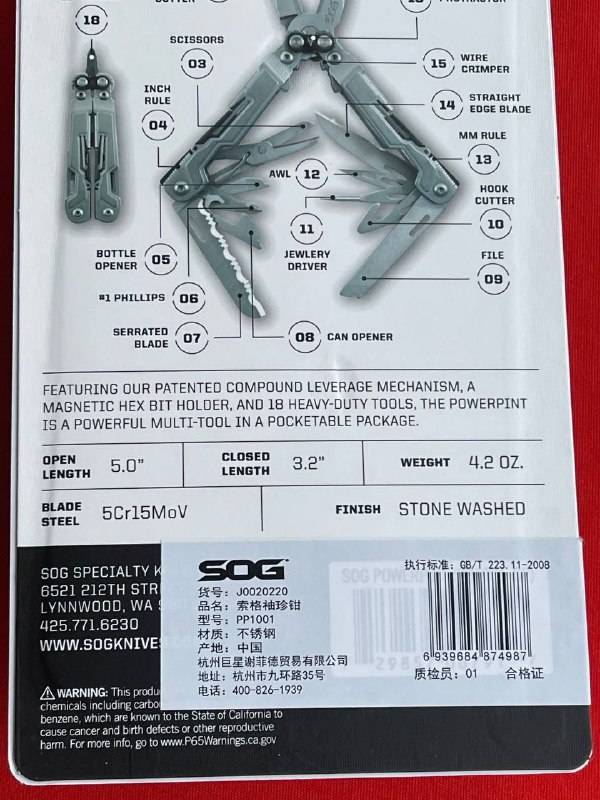 18
SCISSORS
03
INCH
RULE
04
15
WIRE
CRIMPER
14
STRAIGHT
EDGE BLADE
MM RULE
13
AWL
12
HOOK
CUTTER
10
11
JEWLERY
DRIVER
BOTTLE
OPENER
05
FILE
09
#1 PHILLIPS
06
SERRATED
BLADE
07
08
CAN OPENER
FEATURING OUR PATENTED COMPOUND LEVERAGE MECHANISM, A
MAGNETIC HEX BIT HOLDER, AND 18 HEAVY-DUTY TOOLS, THE POWERPINT
IS A POWERFUL MULTI-TOOL IN A POCKETABLE PACKAGE.
OPEN
LENGTH
5.0"
CLOSED
LENGTH
3.2"
WEIGHT
4.2 OZ.
BLADE
STEEL
5Cr15MoV
FINISH
STONE WASHED
SOG SPECIALTY K
6521 212TH STR
LYNNWOOD, WA
425.771.6230
WWW.SOGKNIVES
SOG
货号：J0020220
品名：索格袖珍钳
型号：PP1001
材质：不锈钢
产地：中国
杭州巨星谢菲德贸易有限公司
地址：杭州市九环路35号
电话：400-826-1939
执行标准：GB/T 223.11-2008
6 939684 874987
质检员：01 合格证
WARNING: This produ
chemicals including carbo
benzene, which are known to the State of California to
cause cancer and birth defects or other reproductive
harm. For more info, go to www.P65Warnings.ca.gov